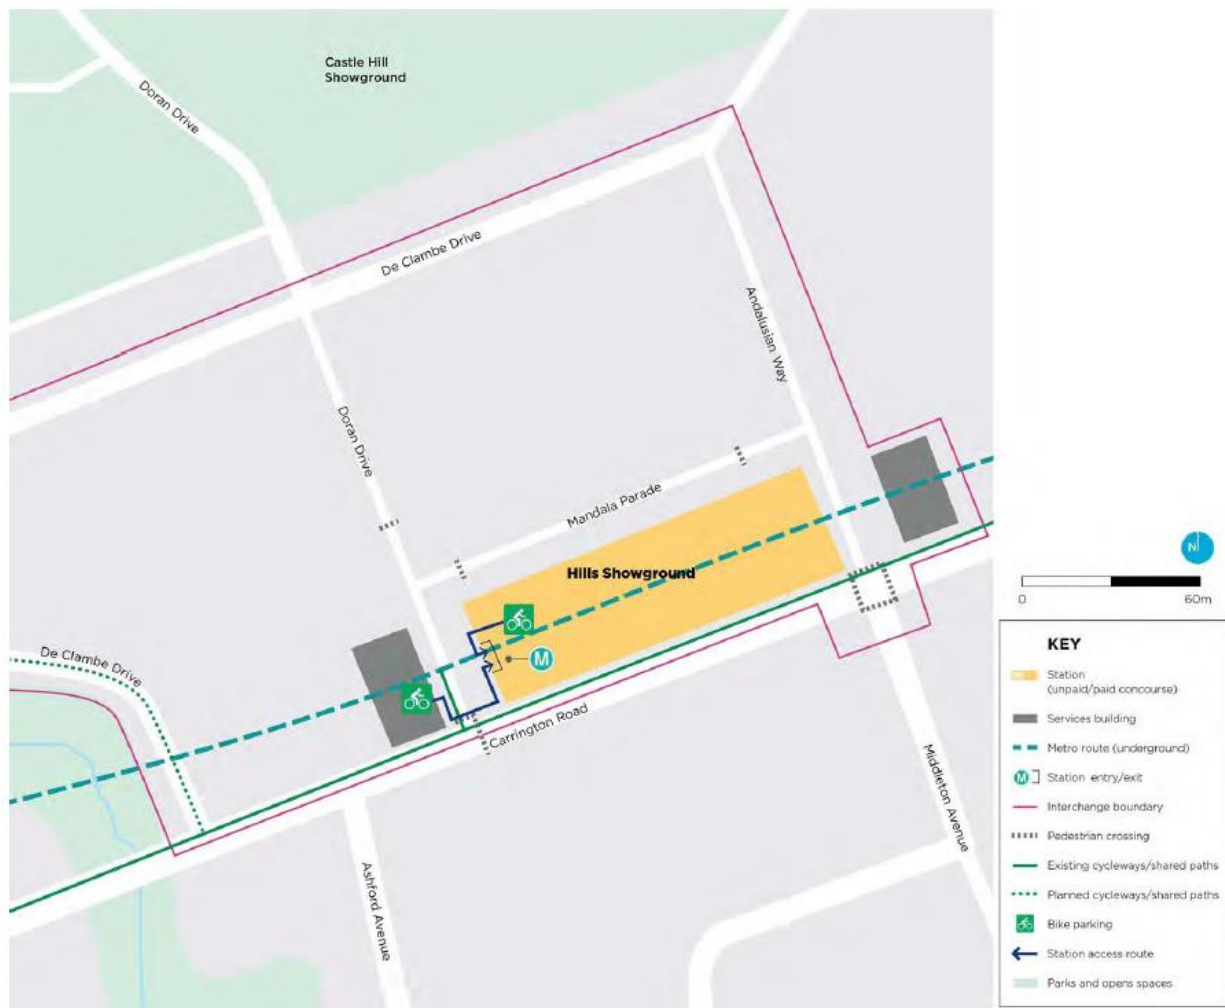 Castle Hill
Showground
Doran Drive
De Clambe Drive
Andalusian Way
Doran Drive
Mandala Parade
Hills Showground
M
De Clambe Drive
Carrington Road
Middleton Avenue
Ashford Avenue
N
0
60m
KEY
Station
(unpaid/paid concourse)
Services building
Metro route (underground)
M
Station entry/exit
Interchange boundary
Pedestrian crossing
Existing cycleways/shared paths
Planned cycleways/shared paths
Bike parking
Station access route
Parks and opens spaces